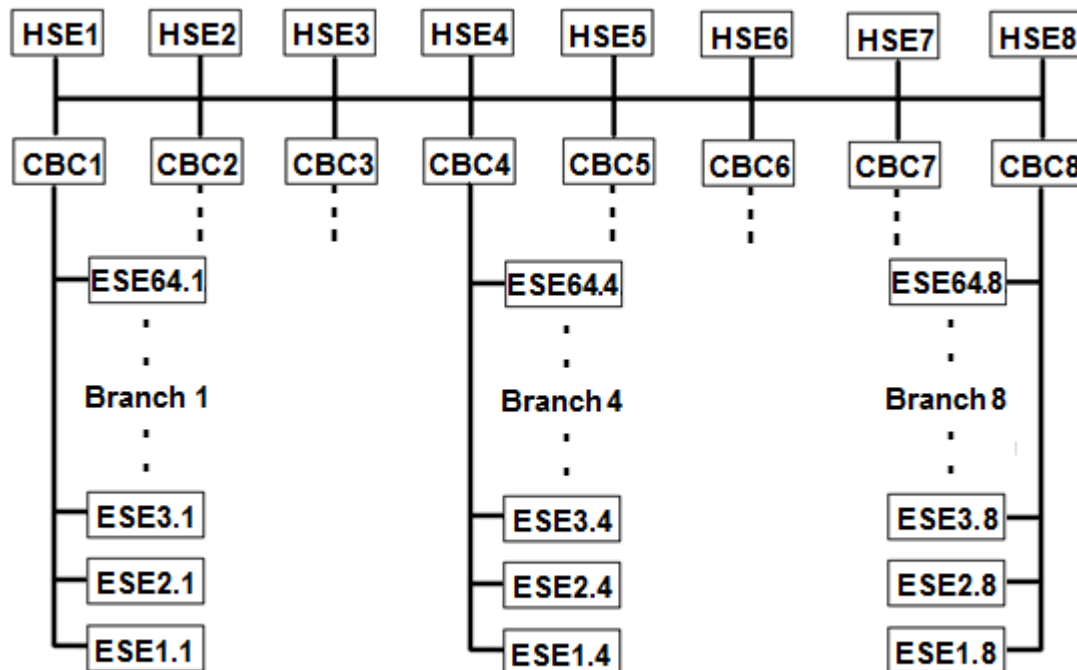 HSE1 HSE2 HSE3 HSE4 HSE5 HSE6 HSE7 HSE8
CBC1 CBC2 CBC3 CBC4 CBC5 CBC6 CBC7 CBC8
ESE64.1 ESE64.4 ESE64.8
Branch 1 Branch 4 Branch 8
ESE3.1 ESE3.4 ESE3.8
ESE2.1 ESE2.4 ESE2.8
ESE1.1 ESE1.4 ESE1.8